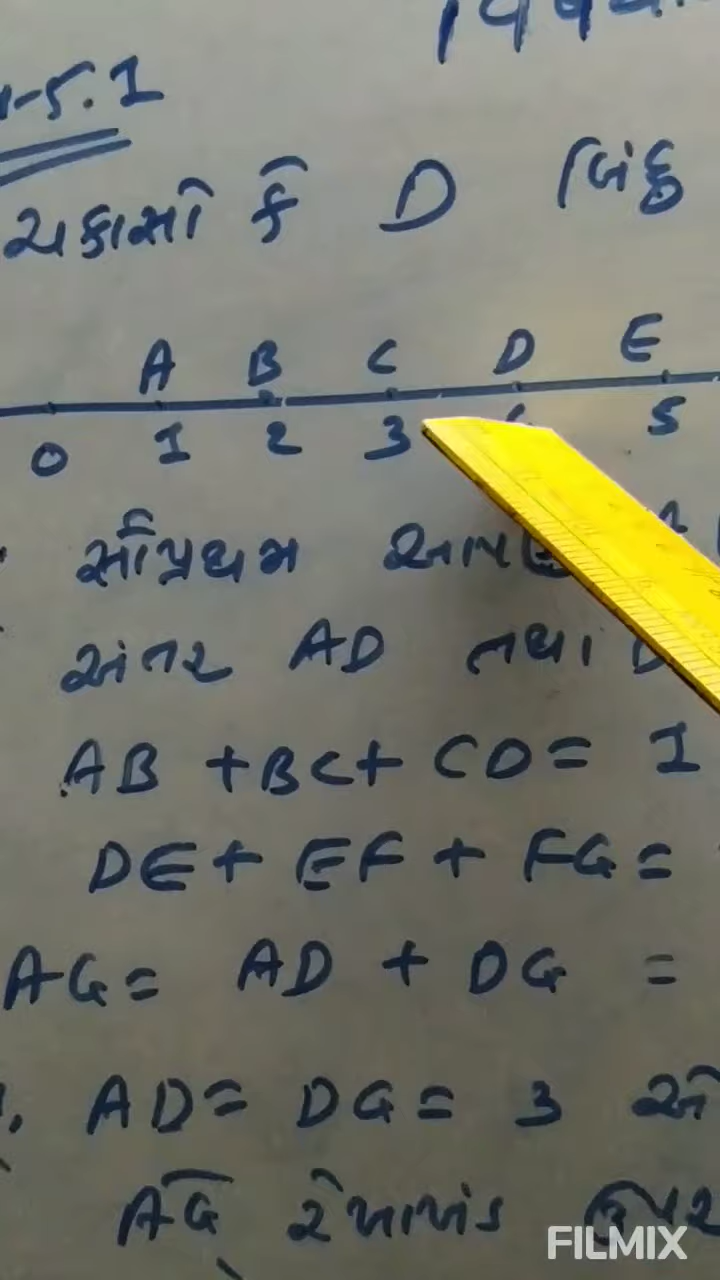 5.1
ચકાસો કે D બિંદુ
A B C D E
0 1 2 3 5
સૌપ્રથમ
અંતર AD તથા D
AB + BC + CD = 1
DE + EF + FG =
AG = AD + DG =
AD = DG = 3
AG રેખાખંડ
FILMIX